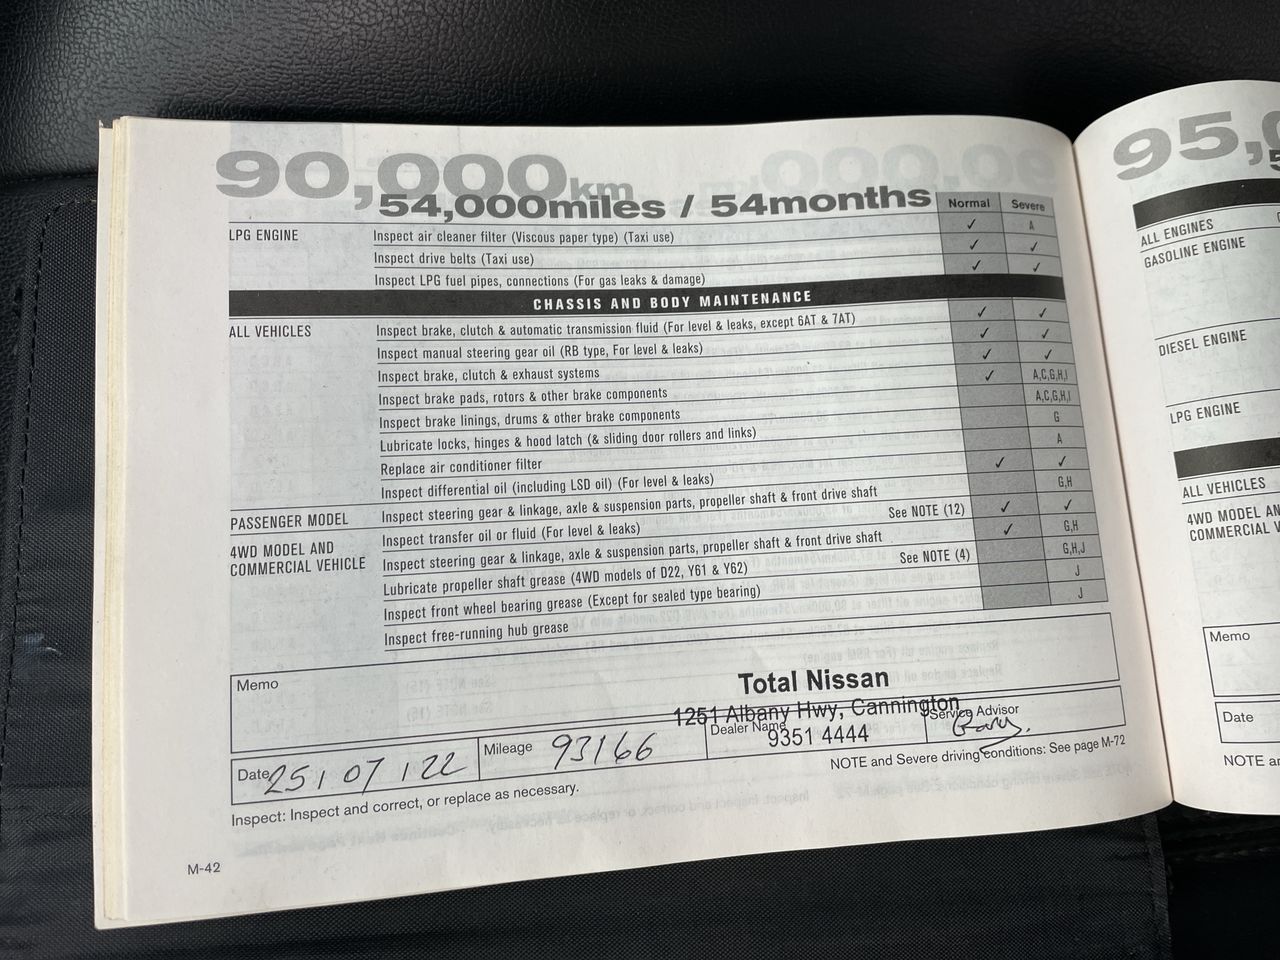 90,000km
54,000miles / 54months
Normal Severe
LPG ENGINE Inspect air cleaner filter (Viscous paper type) (Taxi use) ✓ A
Inspect drive belts (Taxi use) ✓ ✓
Inspect LPG fuel pipes, connections (For gas leaks & damage) ✓ ✓
CHASSIS AND BODY MAINTENANCE
ALL VEHICLES Inspect brake, clutch & automatic transmission fluid (For level & leaks, except 6AT & 7AT) ✓ ✓
Inspect manual steering gear oil (RB type, For level & leaks) ✓ ✓
Inspect brake, clutch & exhaust systems ✓ ✓
Inspect brake pads, rotors & other brake components ✓ A,C,G,H,I
Inspect brake linings, drums & other brake components A,C,G,H,I
Lubricate locks, hinges & hood latch (& sliding door rollers and links) G
Replace air conditioner filter A
Inspect differential oil (including LSD oil) (For level & leaks) ✓ ✓
PASSENGER MODEL Inspect steering gear & linkage, axle & suspension parts, propeller shaft & front drive shaft G,H
4WD MODEL AND COMMERCIAL VEHICLE Inspect transfer oil or fluid (For level & leaks) See NOTE (12) ✓ ✓
Inspect steering gear & linkage, axle & suspension parts, propeller shaft & front drive shaft ✓ G,H
Lubricate propeller shaft grease (4WD models of D22, Y61 & Y62) See NOTE (4) G,H,J
Inspect front wheel bearing grease (Except for sealed type bearing) J
Inspect free-running hub grease J
Memo
Total Nissan
1251 Albany Hwy, Cannington
9351 4444
Date 25/07/22 Mileage 93166 Dealer Name Service Advisor Gary.
Inspect: Inspect and correct, or replace as necessary.
NOTE and Severe driving conditions: See page M-72
M-42
95,0
ALL ENGINES
GASOLINE ENGINE
DIESEL ENGINE
LPG ENGINE
ALL VEHICLES
4WD MODEL AN
COMMERCIAL V
Memo
Date
NOTE an